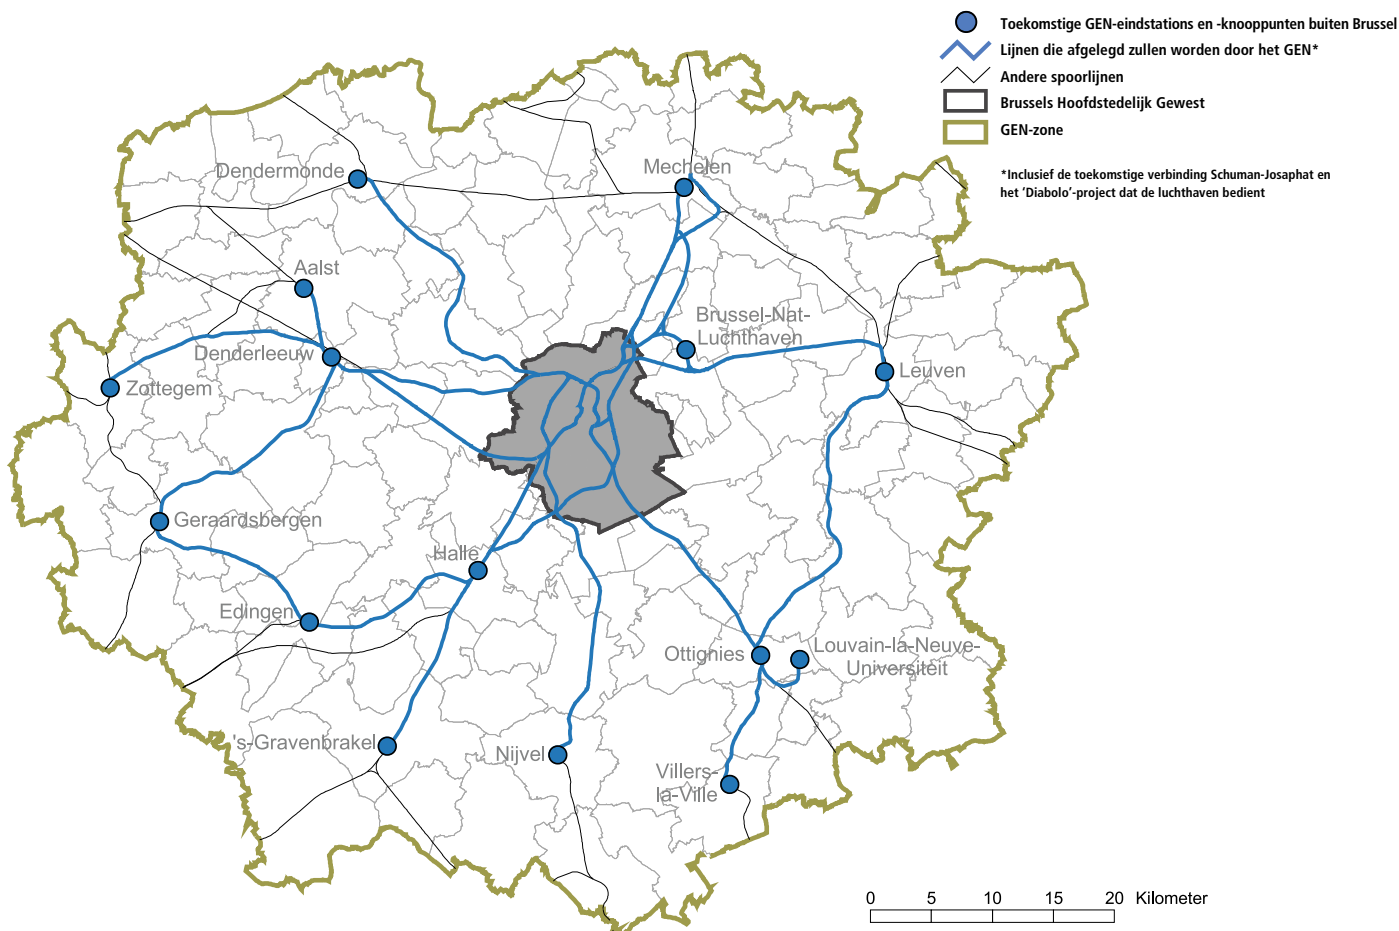 Toekomstige GEN-eindstations en -knooppunten buiten Brussel
Lijnen die afgelegd zullen worden door het GEN*
Andere spoorlijnen
Brussels Hoofdstedelijk Gewest
GEN-zone
*Inclusief de toekomstige verbinding Schuman-Josaphat en
het 'Diabolo'-project dat de luchthaven bedient
Dendermonde
Mechelen
Aalst
Brussel-Nat-
Luchthaven
Denderleeuw
Zottegem
Leuven
Geraardsbergen
Halle
Edingen
Ottignies
Louvain-la-Neuve-
Universiteit
's-Gravenbrakel
Nijvel
Villers-
la-Ville
0 5 10 15 20 Kilometer